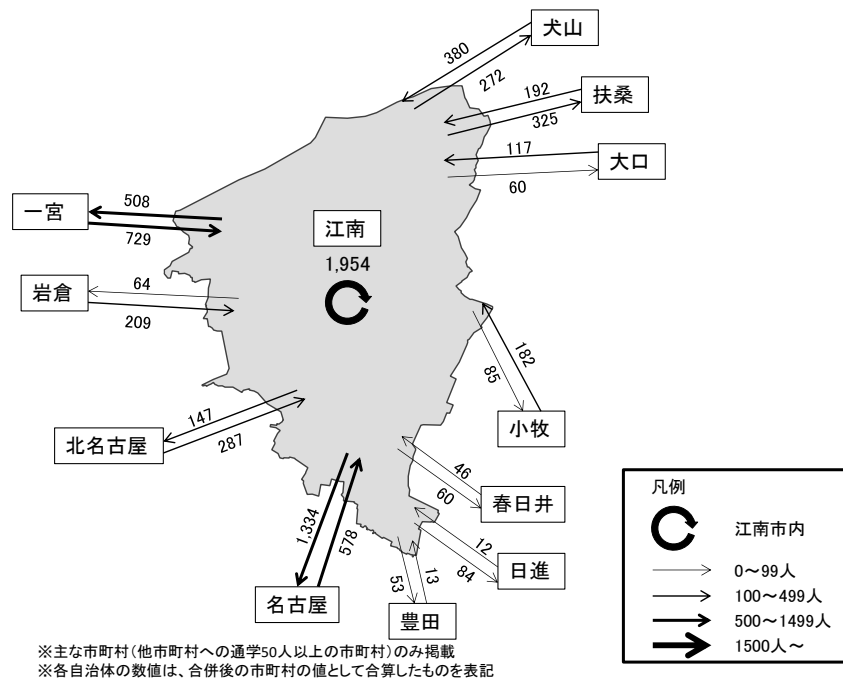 犬山
380
272
扶桑
192
325
大口
117
60
一宮
508
729
江南
1,954
岩倉
64
209
小牧
182
85
北名古屋
147
287
春日井
46
60
日進
12
84
名古屋
1,334
578
豊田
53
13
凡例
江南市内
0～99人
100～499人
500～1499人
1500人～
※主な市町村（他市町村への通学50人以上の市町村）のみ掲載
※各自治体の数値は、合併後の市町村の値として合算したものを表記